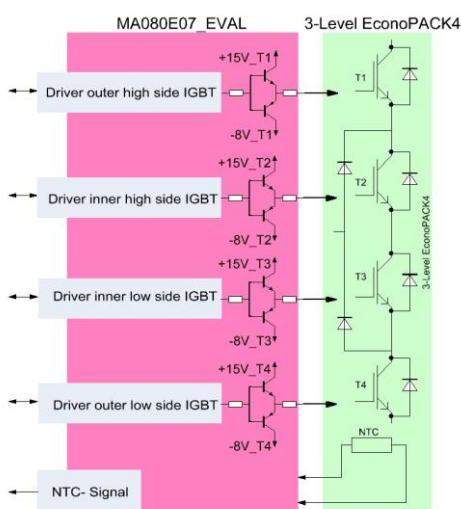 MA080E07_EVAL
3-Level EconoPACK4
+15V_T1
Driver outer high side IGBT
-8V_T1
T1
+15V_T2
Driver inner high side IGBT
-8V_T2
T2
+15V_T3
Driver inner low side IGBT
-8V_T3
T3
3-Level EconoPACK4
+15V_T4
Driver outer low side IGBT
-8V_T4
T4
NTC
NTC- Signal